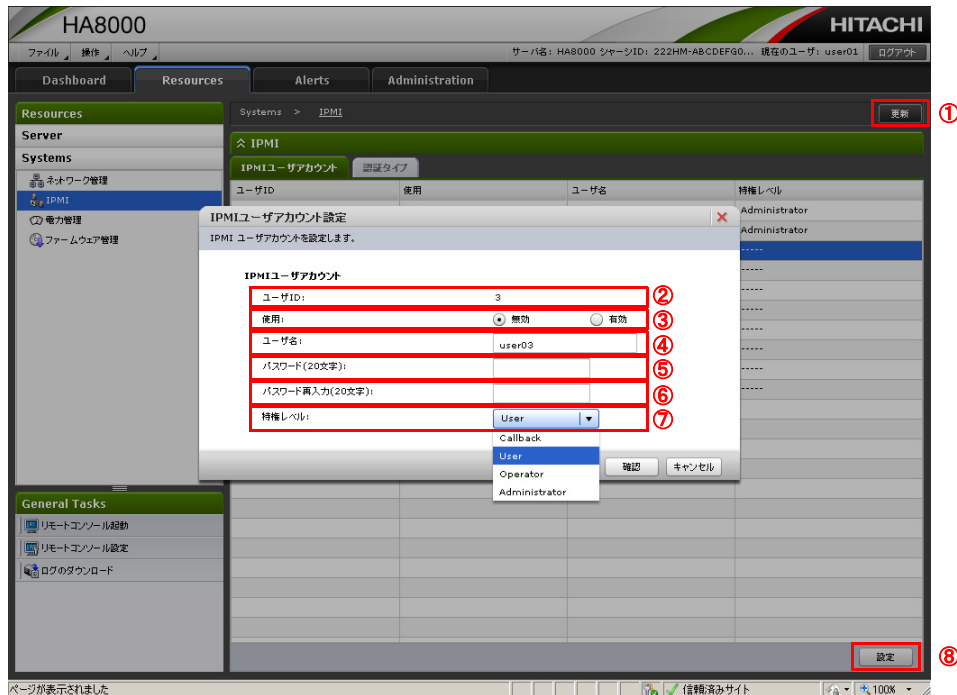 HA8000
HITACHI
ファイル 操作 ヘルプ
サーバ名: HA8000 シャーシID: 222HM-ABCDEFG0... 現在のユーザ: user01 ログアウト
Dashboard Resources Alerts Administration
Resources
Server
Systems
ネットワーク管理
IPMI
電力管理
ファームウェア管理
Systems > IPMI
更新 ①
IPMI
IPMIユーザアカウント 認証タイプ
ユーザID 使用 ユーザ名 特権レベル
Administrator
Administrator
-----
-----
-----
-----
-----
-----
-----
-----
IPMIユーザアカウント設定
IPMI ユーザアカウントを設定します。
IPMIユーザアカウント
ユーザID: 3 ②
使用: 無効 有効 ③
ユーザ名: user03 ④
パスワード(20文字): ⑤
パスワード再入力(20文字): ⑥
特権レベル: User ⑦
Callback
User
Operator
Administrator
確認 キャンセル
General Tasks
リモートコンソール起動
リモートコンソール設定
ログのダウンロード
設定 ⑧
ページが表示されました
信頼済みサイト
100%